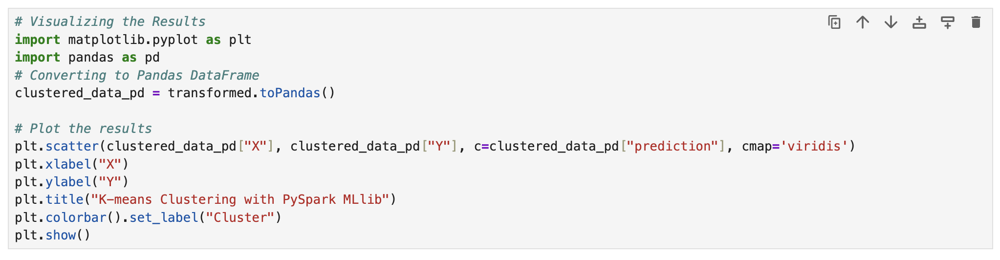 # Visualizing the Results
import matplotlib.pyplot as plt
import pandas as pd
# Converting to Pandas DataFrame
clustered_data_pd = transformed.toPandas()
# Plot the results
plt.scatter(clustered_data_pd["X"], clustered_data_pd["Y"], c=clustered_data_pd["prediction"], cmap='viridis')
plt.xlabel("X")
plt.ylabel("Y")
plt.title("K-means Clustering with PySpark MLlib")
plt.colorbar().set_label("Cluster")
plt.show()